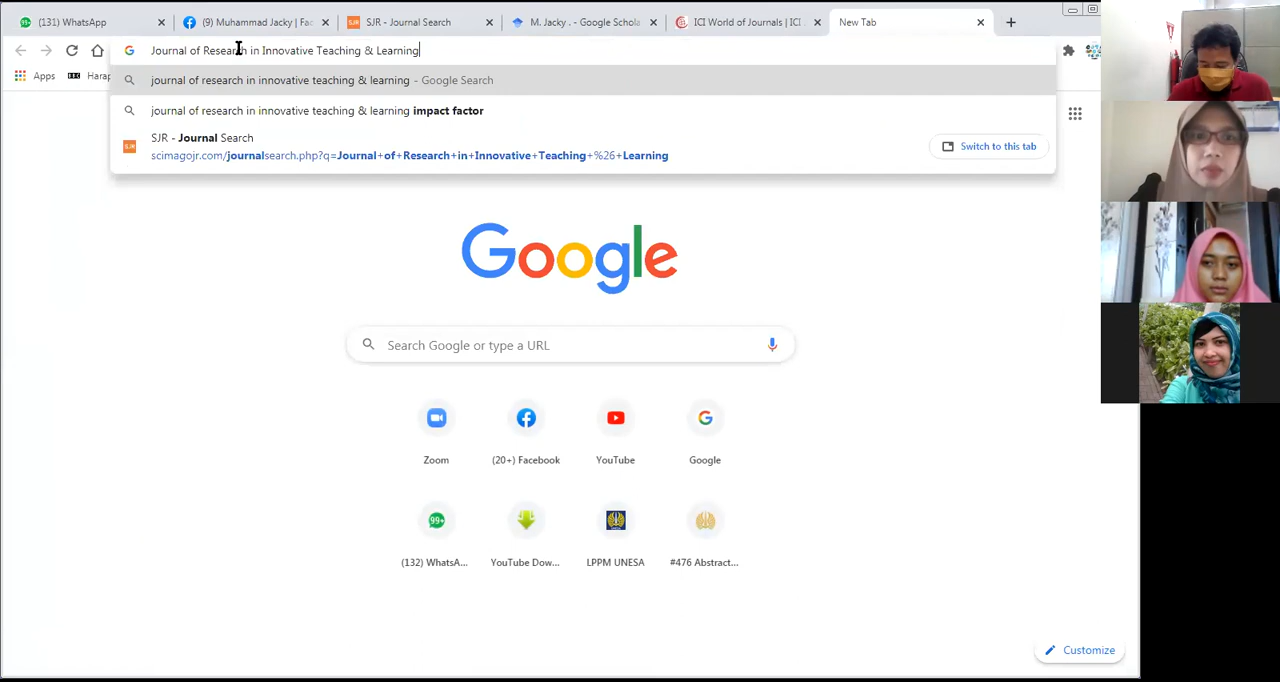 (131) WhatsApp
(9) Muhammad Jacky | Fac
SJR - Journal Search
M. Jacky . - Google Schola
ICI World of Journals | ICI .
New Tab
Journal of Research in Innovative Teaching & Learning
Apps
Harap
journal of research in innovative teaching & learning - Google Search
journal of research in innovative teaching & learning impact factor
SJR - Journal Search
SJR
scimagojr.com/journalsearch.php?q=Journal+of+Research+in+Innovative+Teaching+%26+Learning
Switch to this tab
Google
Search Google or type a URL
Zoom
(20+) Facebook
YouTube
Google
99+
(132) WhatsA...
YouTube Dow...
LPPM UNESA
#476 Abstract...
Customize